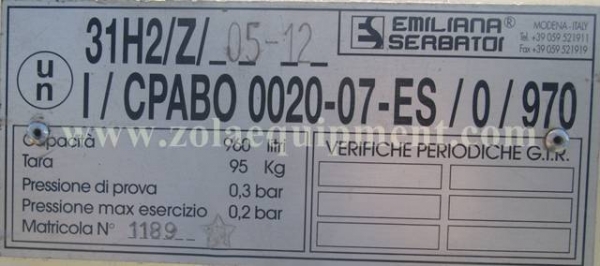 31H2/Z/ 05-12
EMILIANA®
SERBATOI
MODENA - ITALY
Tel. +39 059.521911
Fax +39 059.521919
un
I/CPABO 0020-07-ES/0/970
www.zolaequipment.com
Capacità 960 litri
Tara 95 Kg
Pressione di prova 0,3 bar
Pressione max esercizio 0,2 bar
Matricola N° 1189
VERIFICHE PERIODICHE G.I.R.